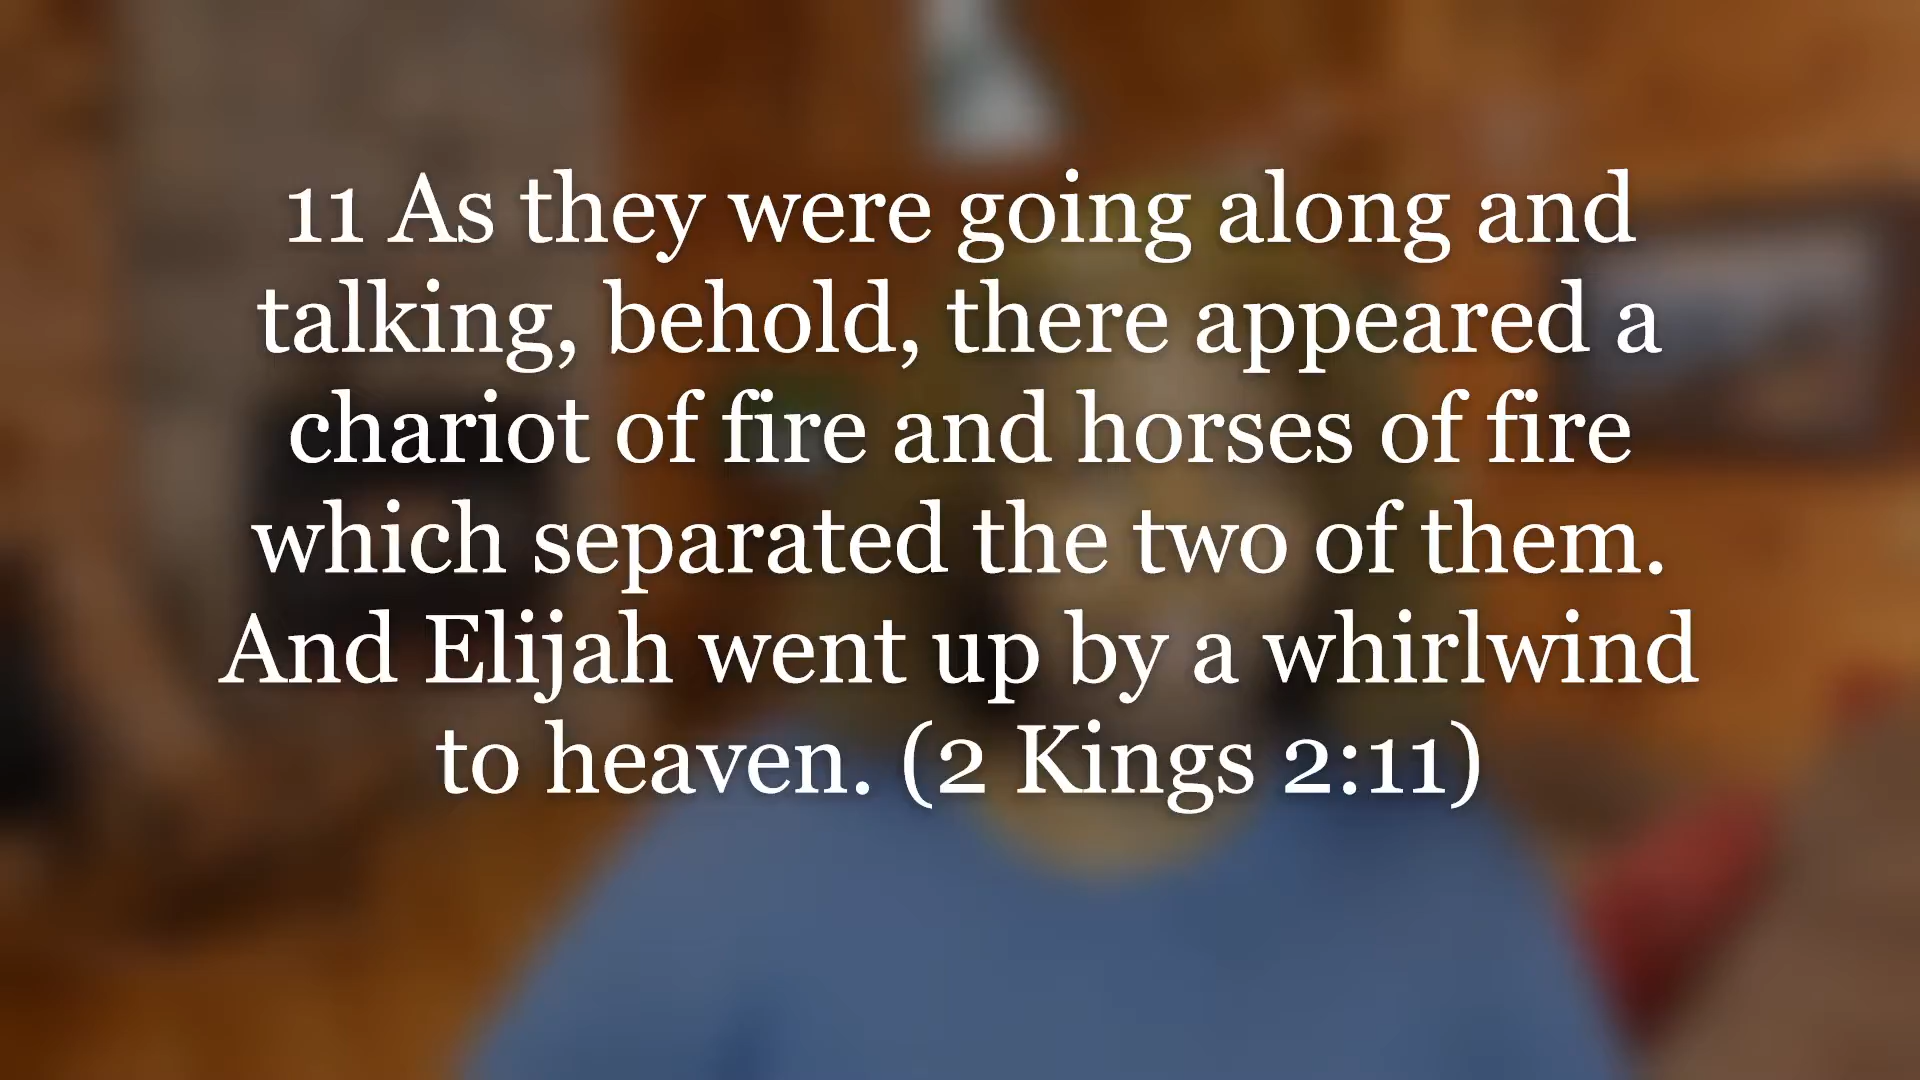 11 As they were going along and
talking, behold, there appeared a
chariot of fire and horses of fire
which separated the two of them.
And Elijah went up by a whirlwind
to heaven. (2 Kings 2:11)